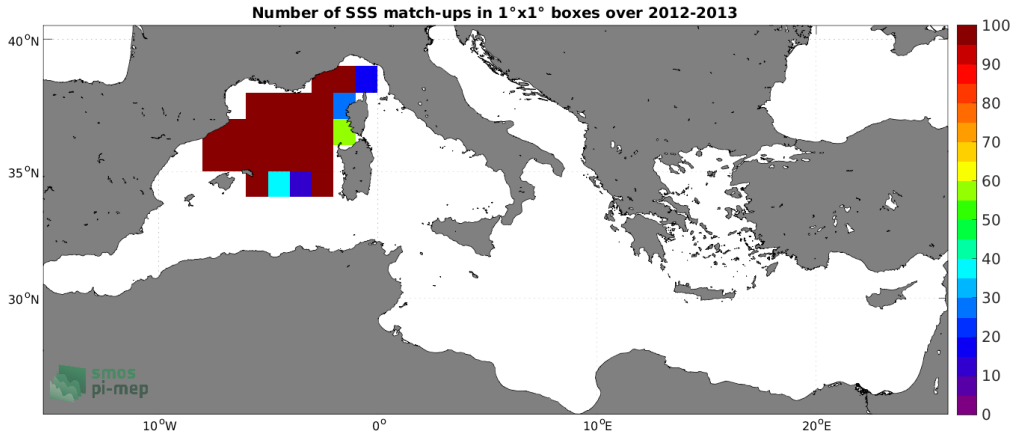 Number of SSS match-ups in 1°x1° boxes over 2012-2013
40°N
35°N
30°N
10°W
0°
10°E
20°E
100
90
80
70
60
50
40
30
20
10
0
smos
pi-mep